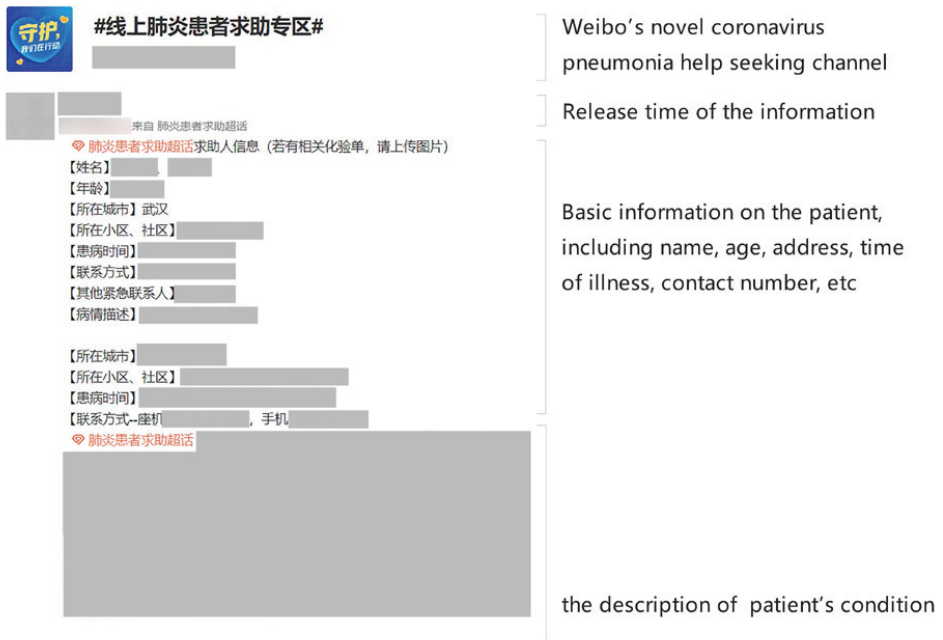 守护，
我们在行动
#线上肺炎患者求助专区#
Weibo's novel coronavirus
pneumonia help seeking channel
来自 肺炎患者求助超话
Release time of the information
肺炎患者求助超话求助人信息（若有相关化验单，请上传图片）
【姓名】 ，
【年龄】
【所在城市】武汉
【所在小区、社区】
【患病时间】
【联系方式】
【其他紧急联系人】
【病情描述】
Basic information on the patient,
including name, age, address, time
of illness, contact number, etc
【所在城市】
【所在小区、社区】
【患病时间】
【联系方式--座机 ，手机
肺炎患者求助超话
the description of patient's condition